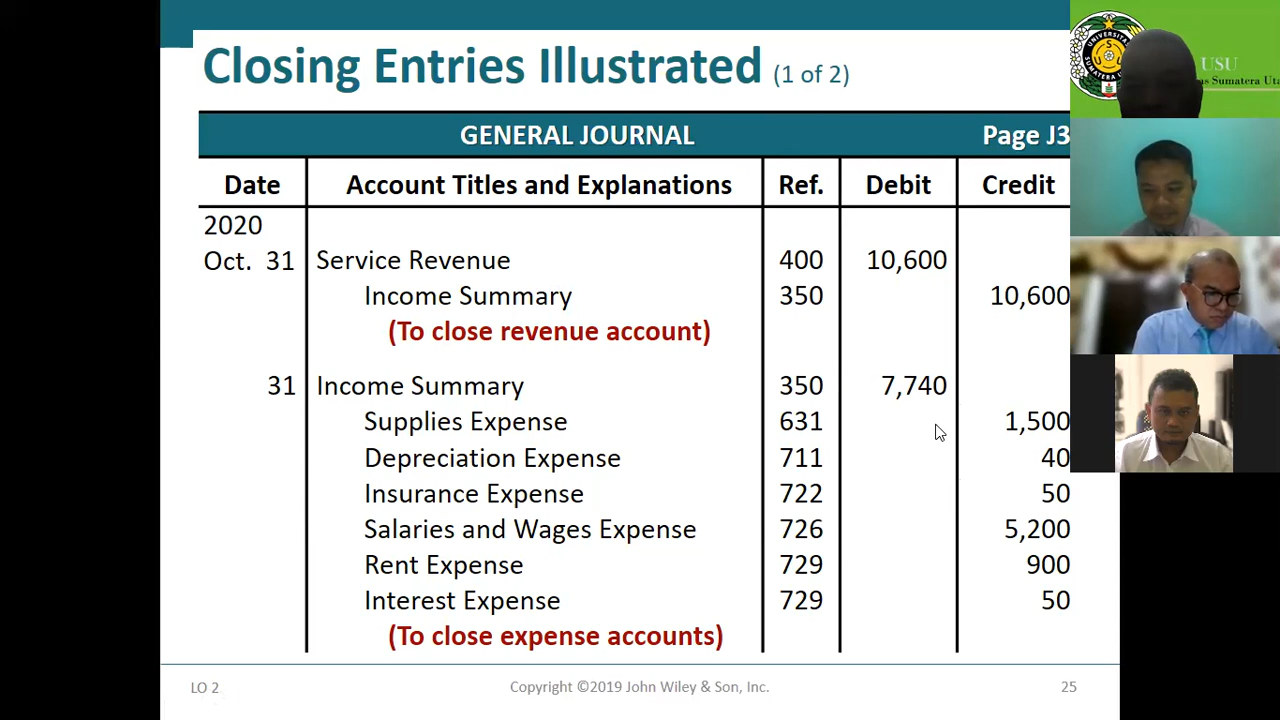 Closing Entries Illustrated (1 of 2)
GENERAL JOURNAL Page J3
Date Account Titles and Explanations Ref. Debit Credit
2020
Oct. 31 Service Revenue 400 10,600
Income Summary 350 10,600
(To close revenue account)
31 Income Summary 350 7,740
Supplies Expense 631 1,500
Depreciation Expense 711 40
Insurance Expense 722 50
Salaries and Wages Expense 726 5,200
Rent Expense 729 900
Interest Expense 729 50
(To close expense accounts)
LO 2 Copyright ©2019 John Wiley & Son, Inc. 25
USU
Sumatera